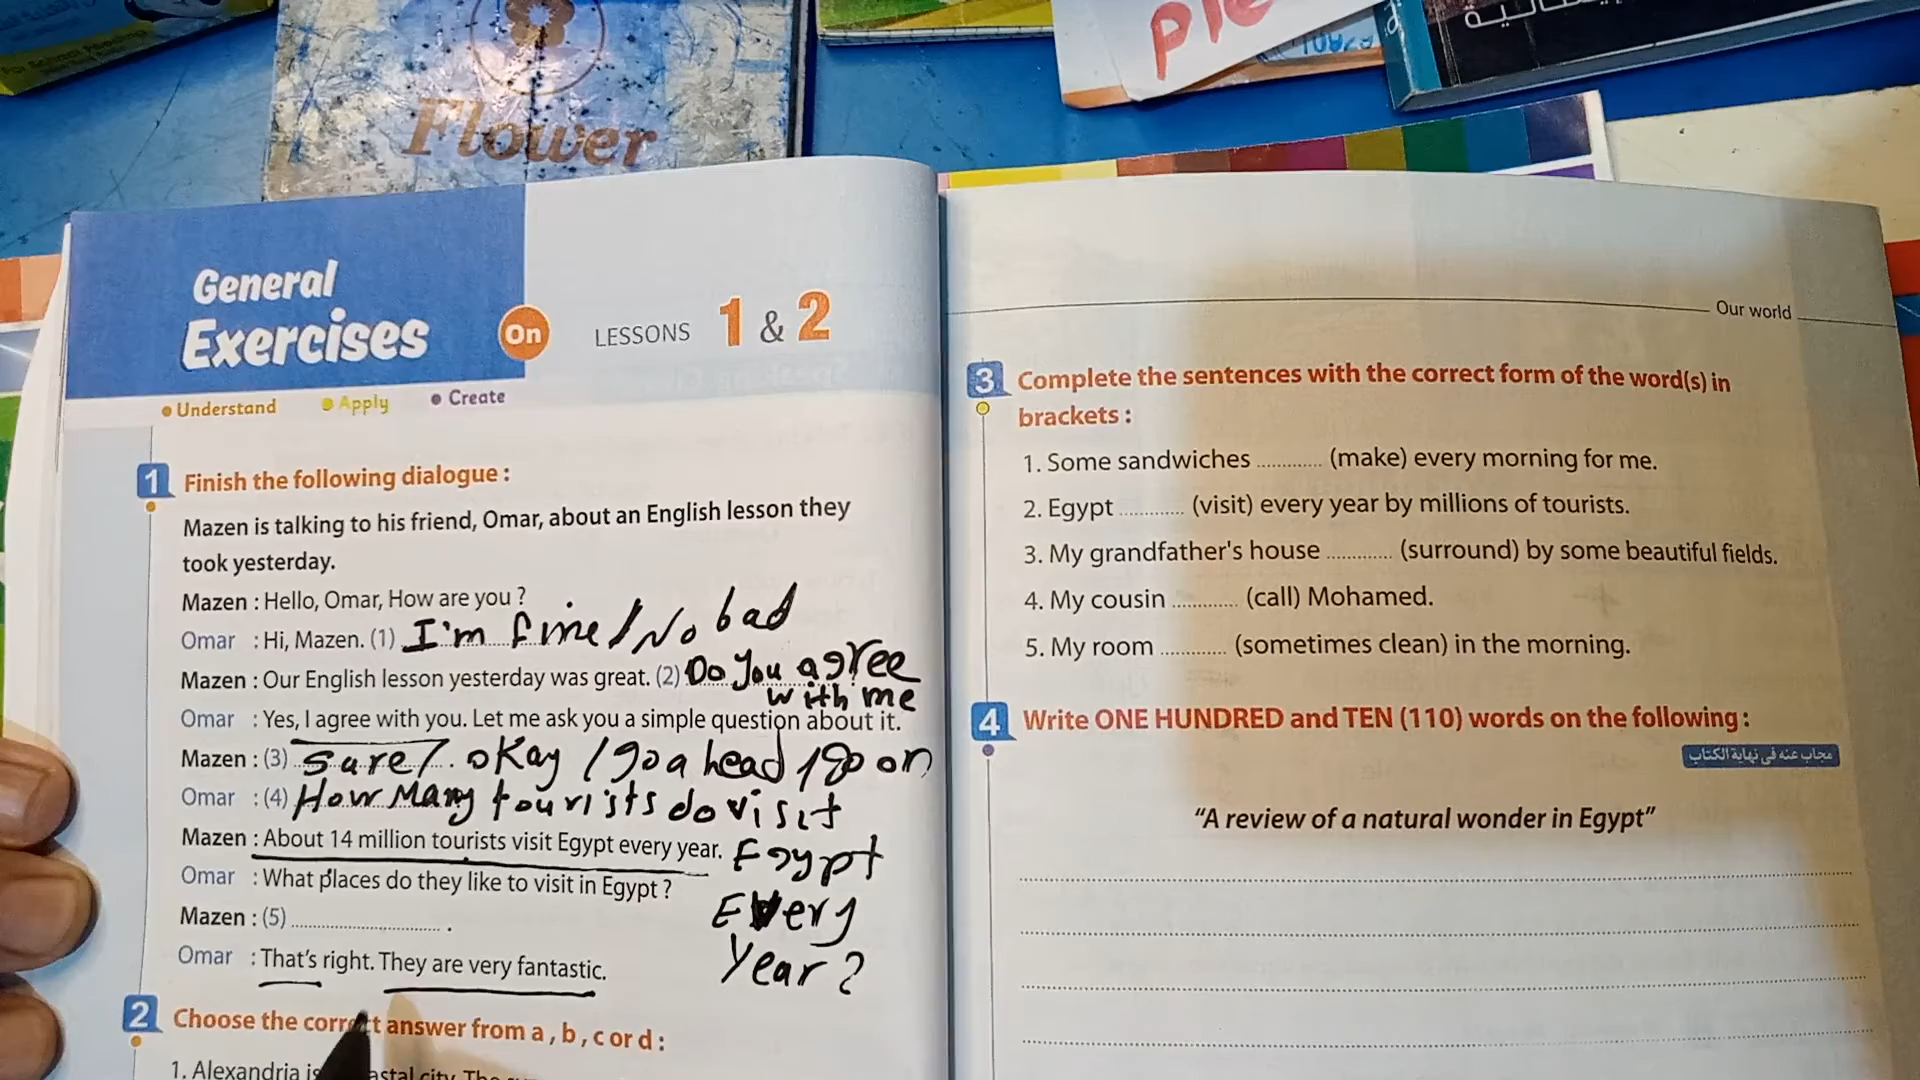 Ple
Flower
General
Exercises
On
LESSONS 1 & 2
Understand
Apply
Create
1 Finish the following dialogue :
Mazen is talking to his friend, Omar, about an English lesson they
took yesterday.
Mazen : Hello, Omar, How are you ?
Omar : Hi, Mazen. (1) I'm fine / No bad
Mazen : Our English lesson yesterday was great. (2) Do You agree
with me
Omar : Yes, I agree with you. Let me ask you a simple question about it.
Mazen : (3) sure / okay / go a head / go on
Omar : (4) How Many tourists do visit
Mazen : About 14 million tourists visit Egypt every year. Egypt
Omar : What places do they like to visit in Egypt ?
Every
Mazen : (5) .............................. .
Omar : That's right. They are very fantastic.
Year ?
2 Choose the correct answer from a , b , c or d :
1. Alexandria is
Our world
3 Complete the sentences with the correct form of the word(s) in
brackets :
1. Some sandwiches ............. (make) every morning for me.
2. Egypt ............. (visit) every year by millions of tourists.
3. My grandfather's house ............. (surround) by some beautiful fields.
4. My cousin ............. (call) Mohamed.
5. My room ............. (sometimes clean) in the morning.
4 Write ONE HUNDRED and TEN (110) words on the following :
مجاب عنه في نهاية الكتاب
“A review of a natural wonder in Egypt”